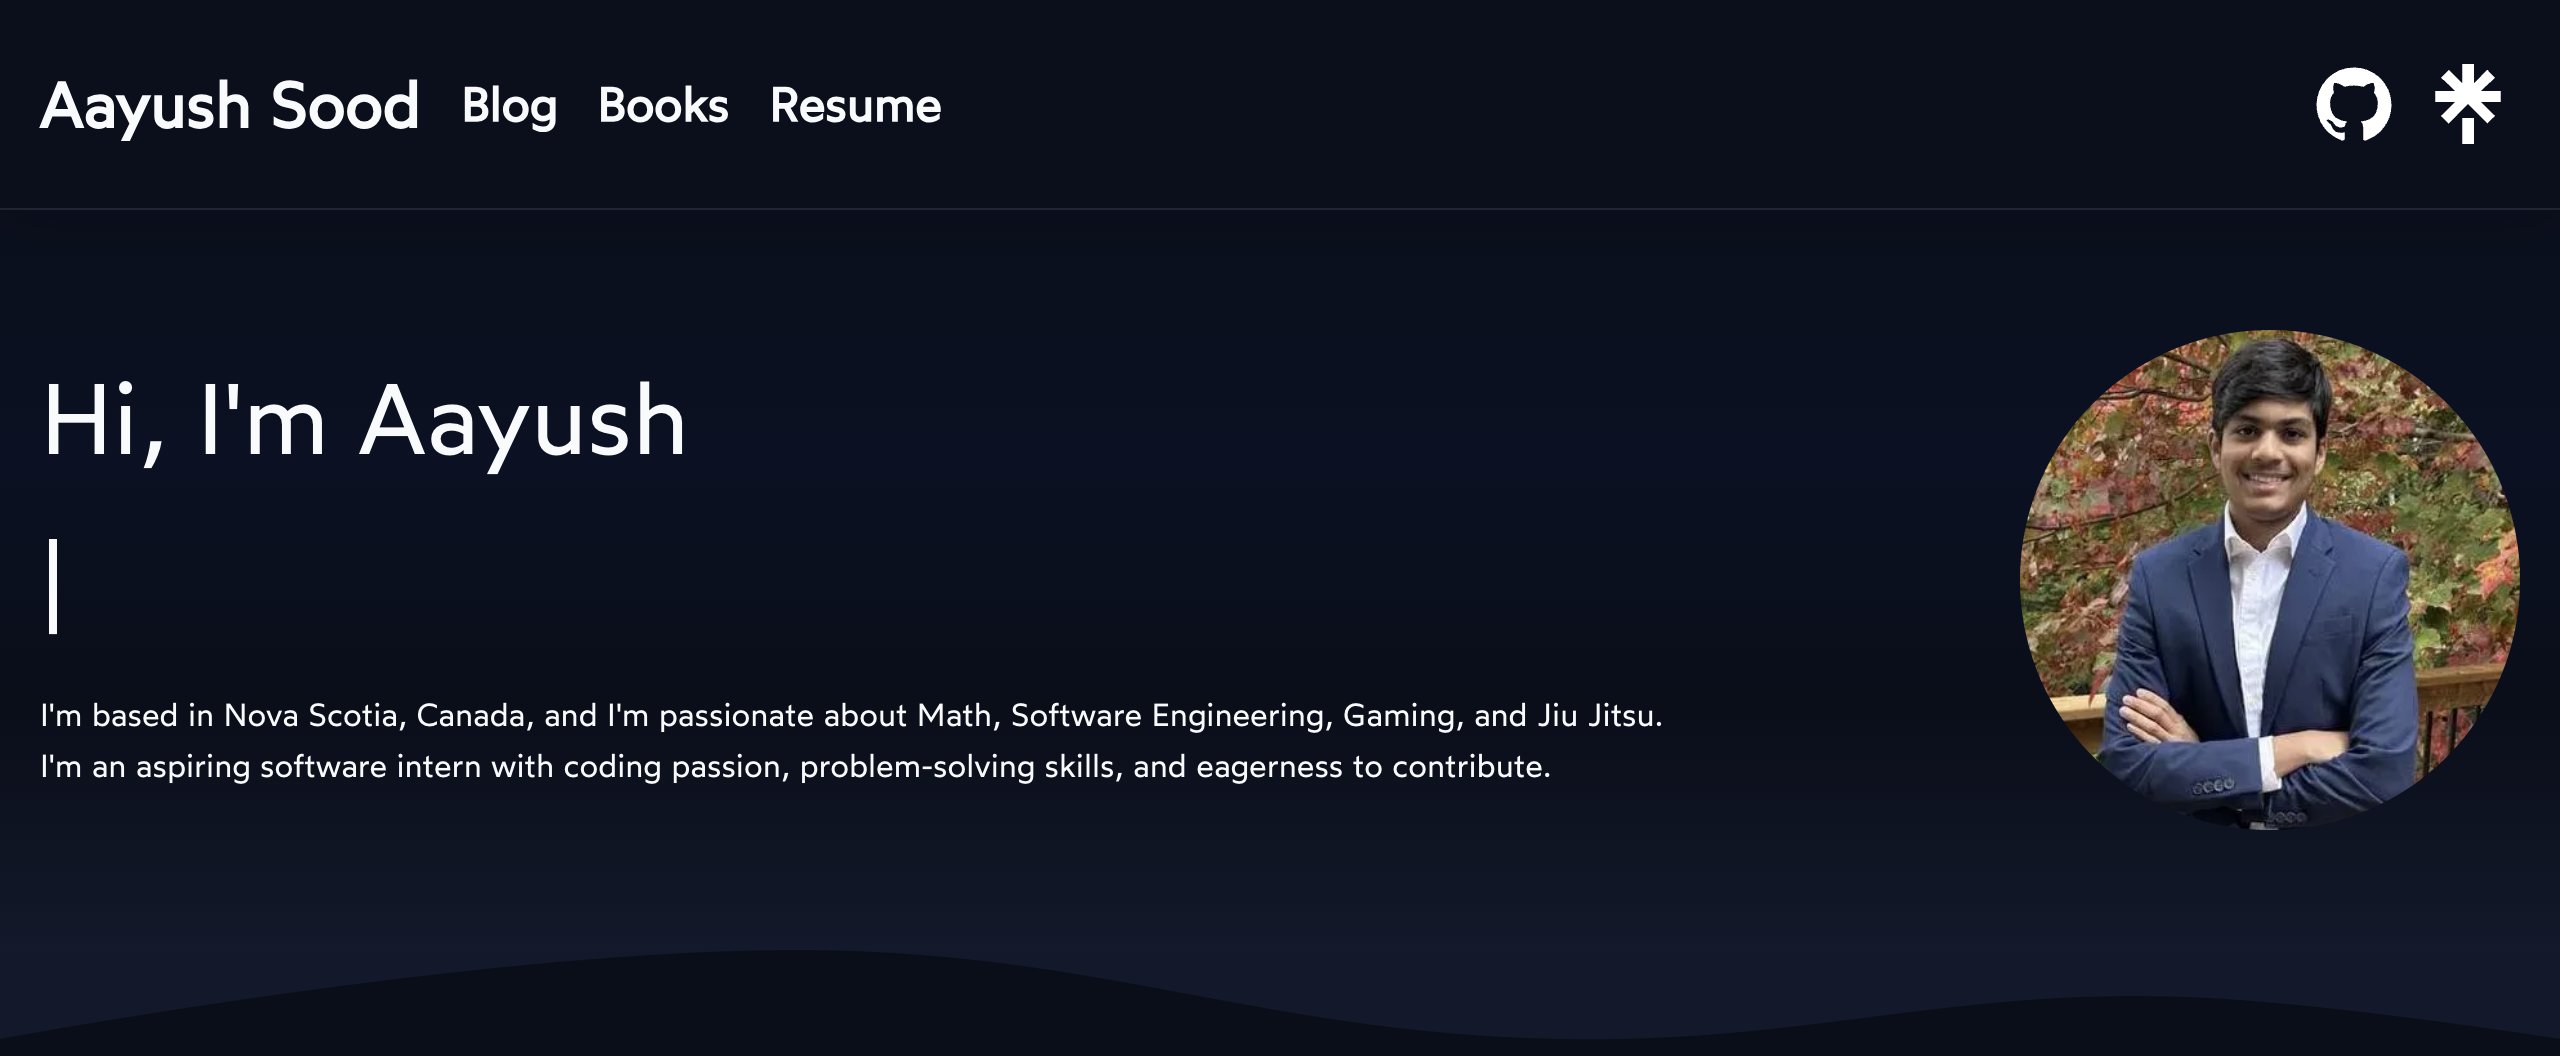 Aayush Sood Blog Books Resume
Hi, I'm Aayush
I'm based in Nova Scotia, Canada, and I'm passionate about Math, Software Engineering, Gaming, and Jiu Jitsu.
I'm an aspiring software intern with coding passion, problem-solving skills, and eagerness to contribute.